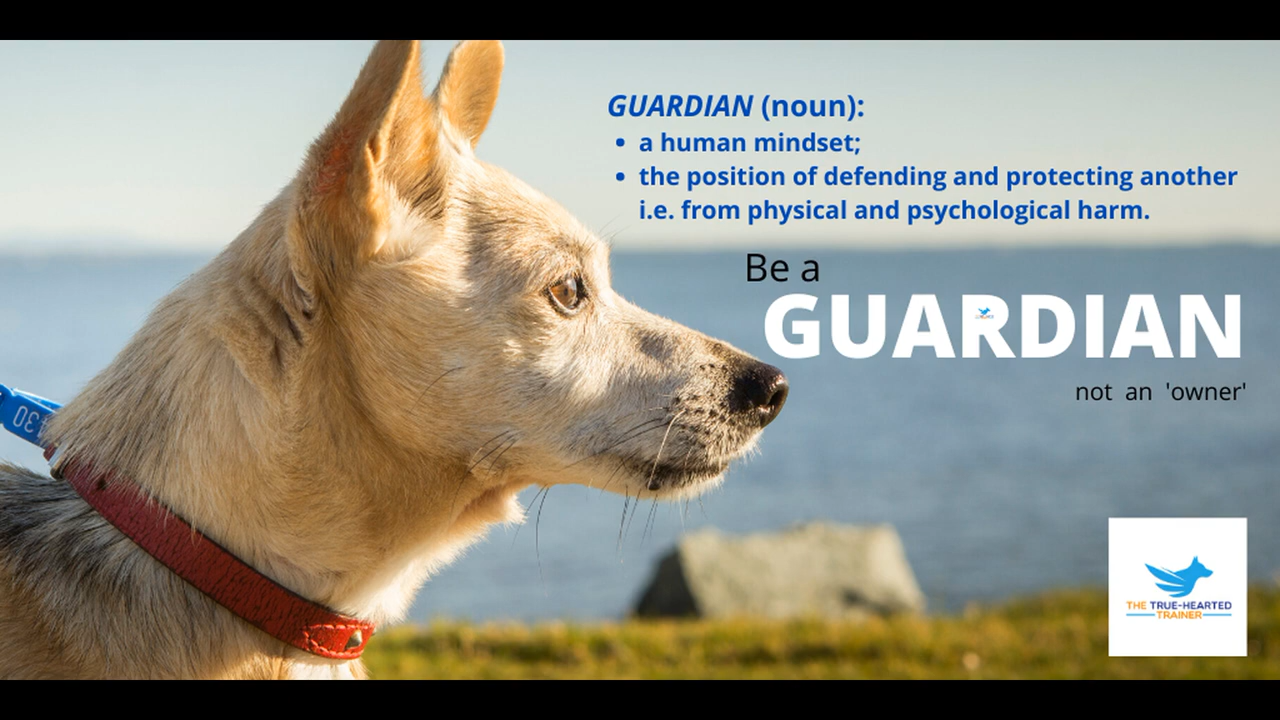 GUARDIAN (noun):
• a human mindset;
• the position of defending and protecting another
i.e. from physical and psychological harm.
Be a
GUARDIAN
not an 'owner'
30
THE TRUE-HEARTED
TRAINER